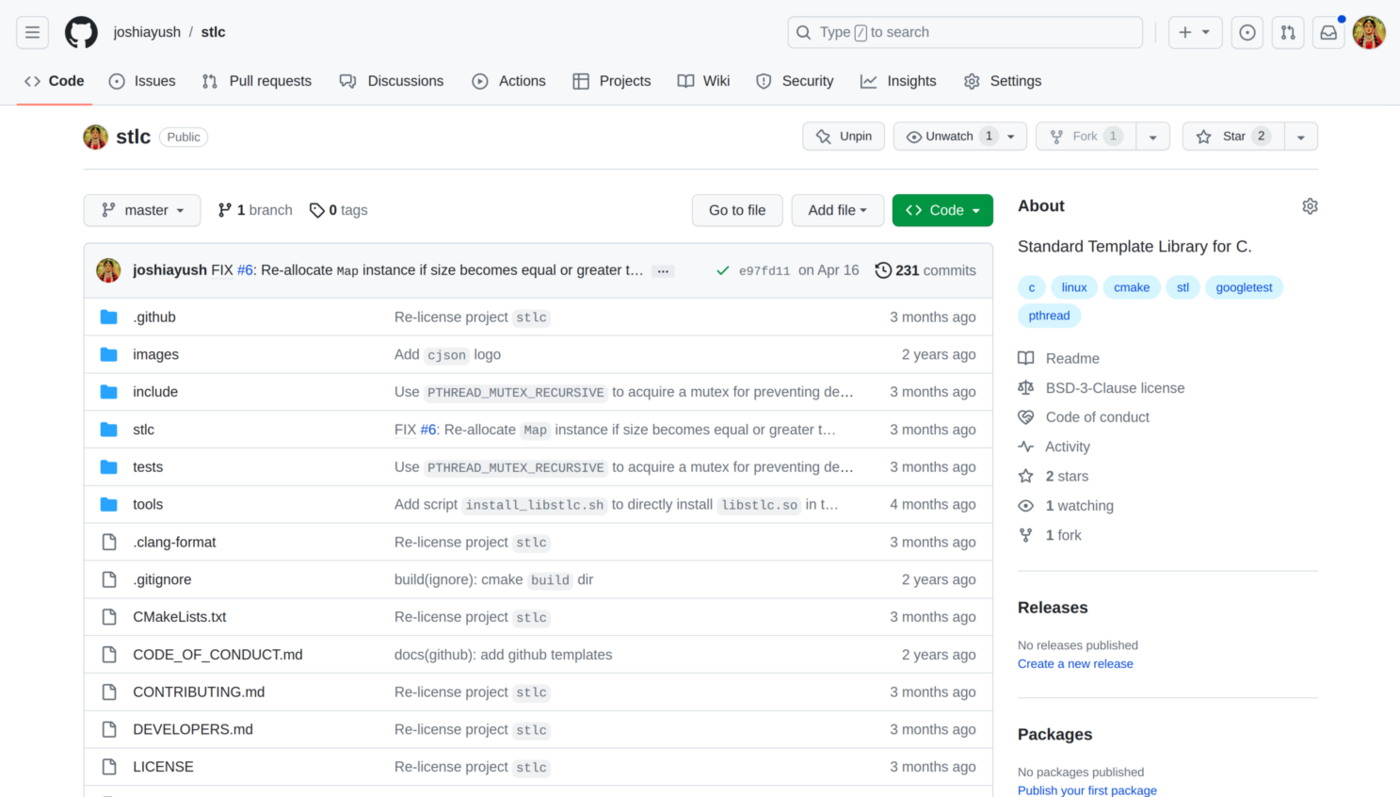 joshiayush / stlc
Type / to search
Code Issues Pull requests Discussions Actions Projects Wiki Security Insights Settings
stlc Public
Unpin Unwatch 1 Fork 1 Star 2
master 1 branch 0 tags Go to file Add file Code
joshiayush FIX #6: Re-allocate Map instance if size becomes equal or greater t… ... e97fd11 on Apr 16 231 commits
.github Re-license project stlc 3 months ago
images Add cjson logo 2 years ago
include Use PTHREAD_MUTEX_RECURSIVE to acquire a mutex for preventing de… 3 months ago
stlc FIX #6: Re-allocate Map instance if size becomes equal or greater t… 3 months ago
tests Use PTHREAD_MUTEX_RECURSIVE to acquire a mutex for preventing de… 3 months ago
tools Add script install_libstlc.sh to directly install libstlc.so in t… 4 months ago
.clang-format Re-license project stlc 3 months ago
.gitignore build(ignore): cmake build dir 2 years ago
CMakeLists.txt Re-license project stlc 3 months ago
CODE_OF_CONDUCT.md docs(github): add github templates 2 years ago
CONTRIBUTING.md Re-license project stlc 3 months ago
DEVELOPERS.md Re-license project stlc 3 months ago
LICENSE Re-license project stlc 3 months ago
About
Standard Template Library for C.
c linux cmake stl googletest
pthread
Readme
BSD-3-Clause license
Code of conduct
Activity
2 stars
1 watching
1 fork
Releases
No releases published
Create a new release
Packages
No packages published
Publish your first package